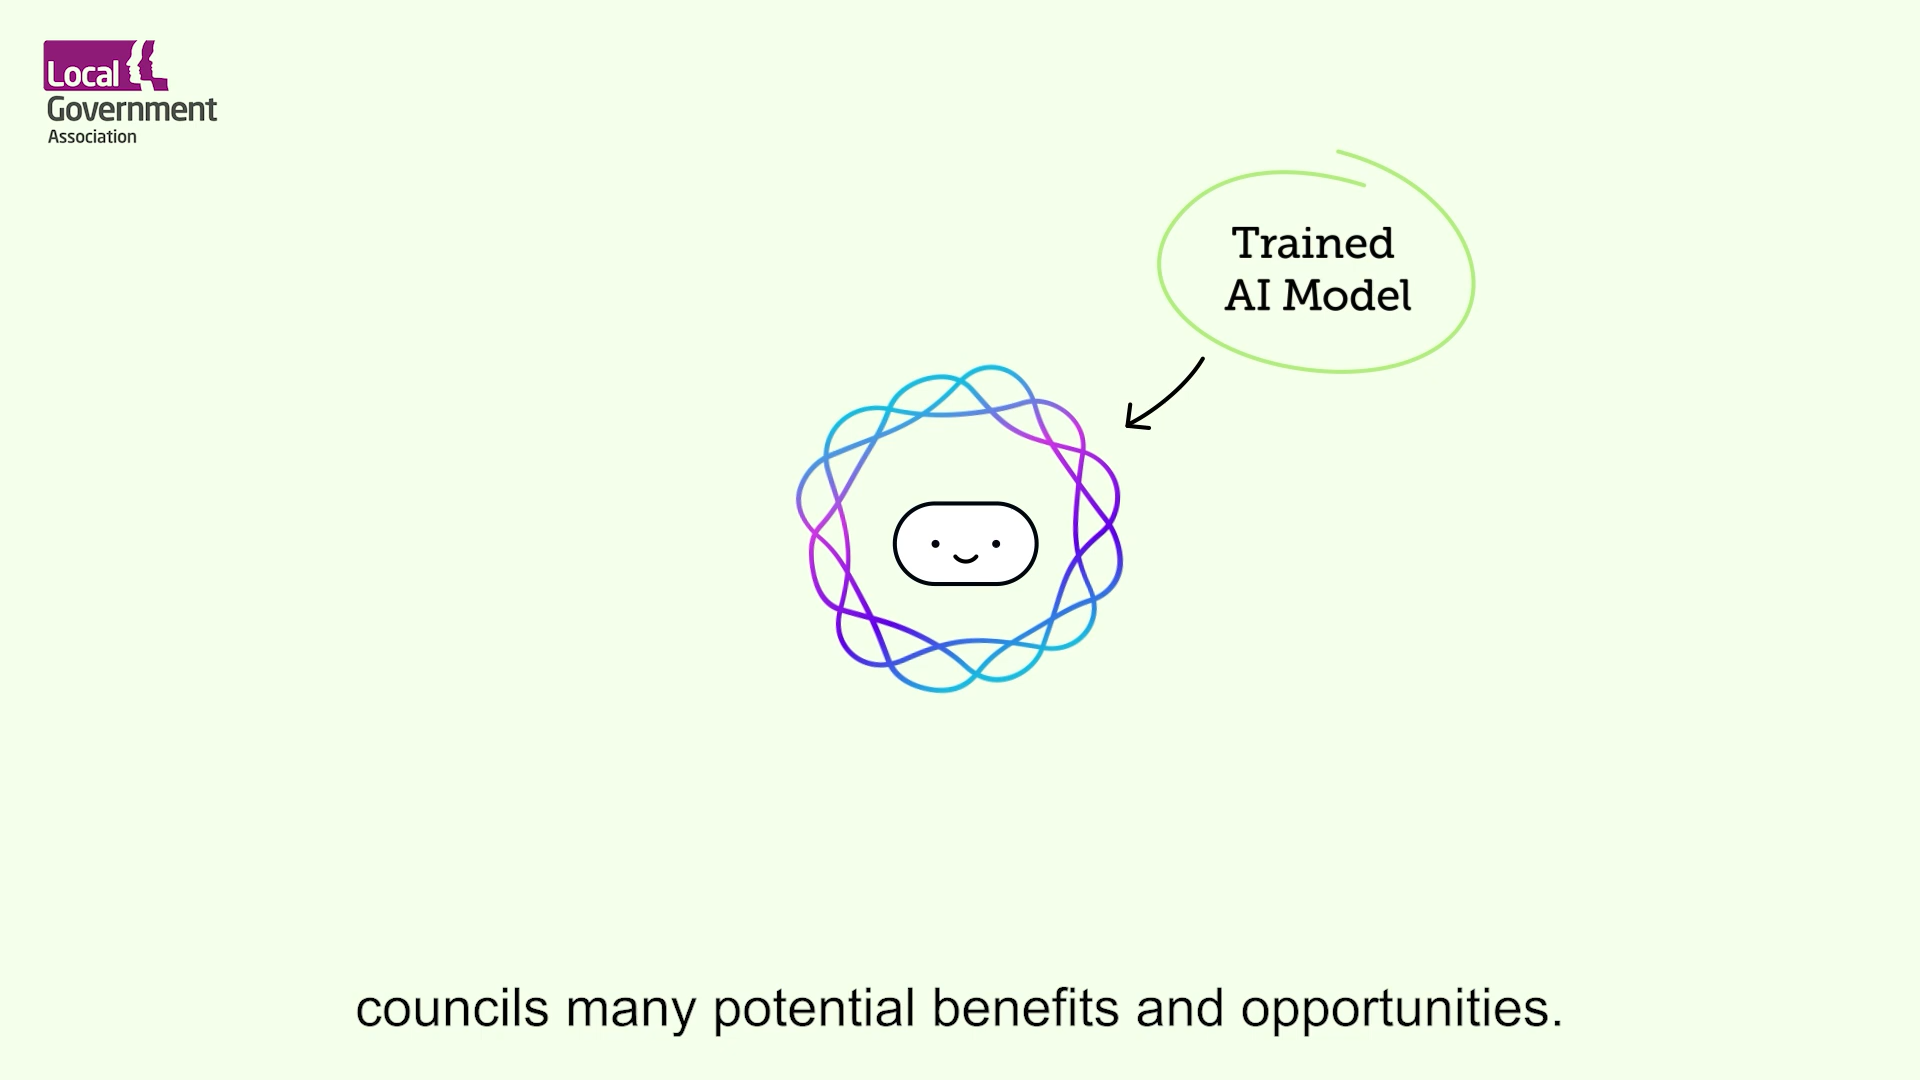 Local
Government
Association
Trained
AI Model
councils many potential benefits and opportunities.